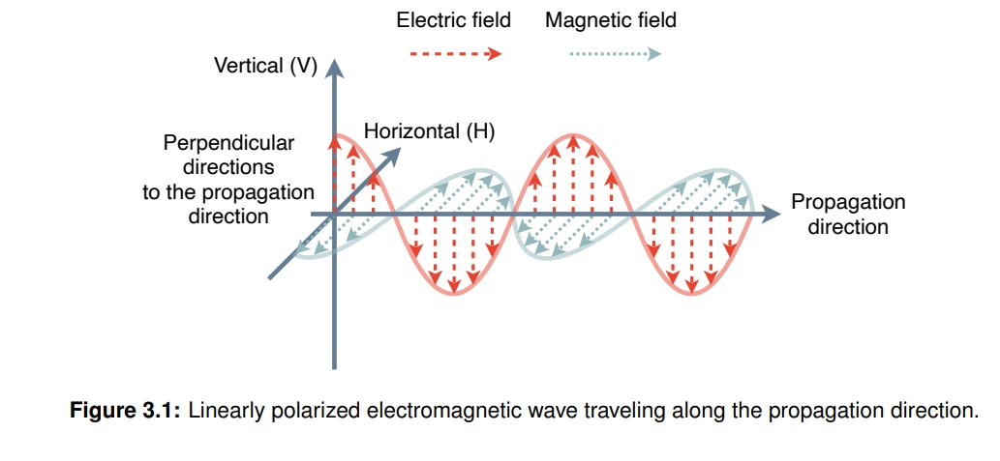 Electric field
Magnetic field
Vertical (V)
Horizontal (H)
Perpendicular
directions
to the propagation
direction
Propagation
direction
Figure 3.1: Linearly polarized electromagnetic wave traveling along the propagation direction.